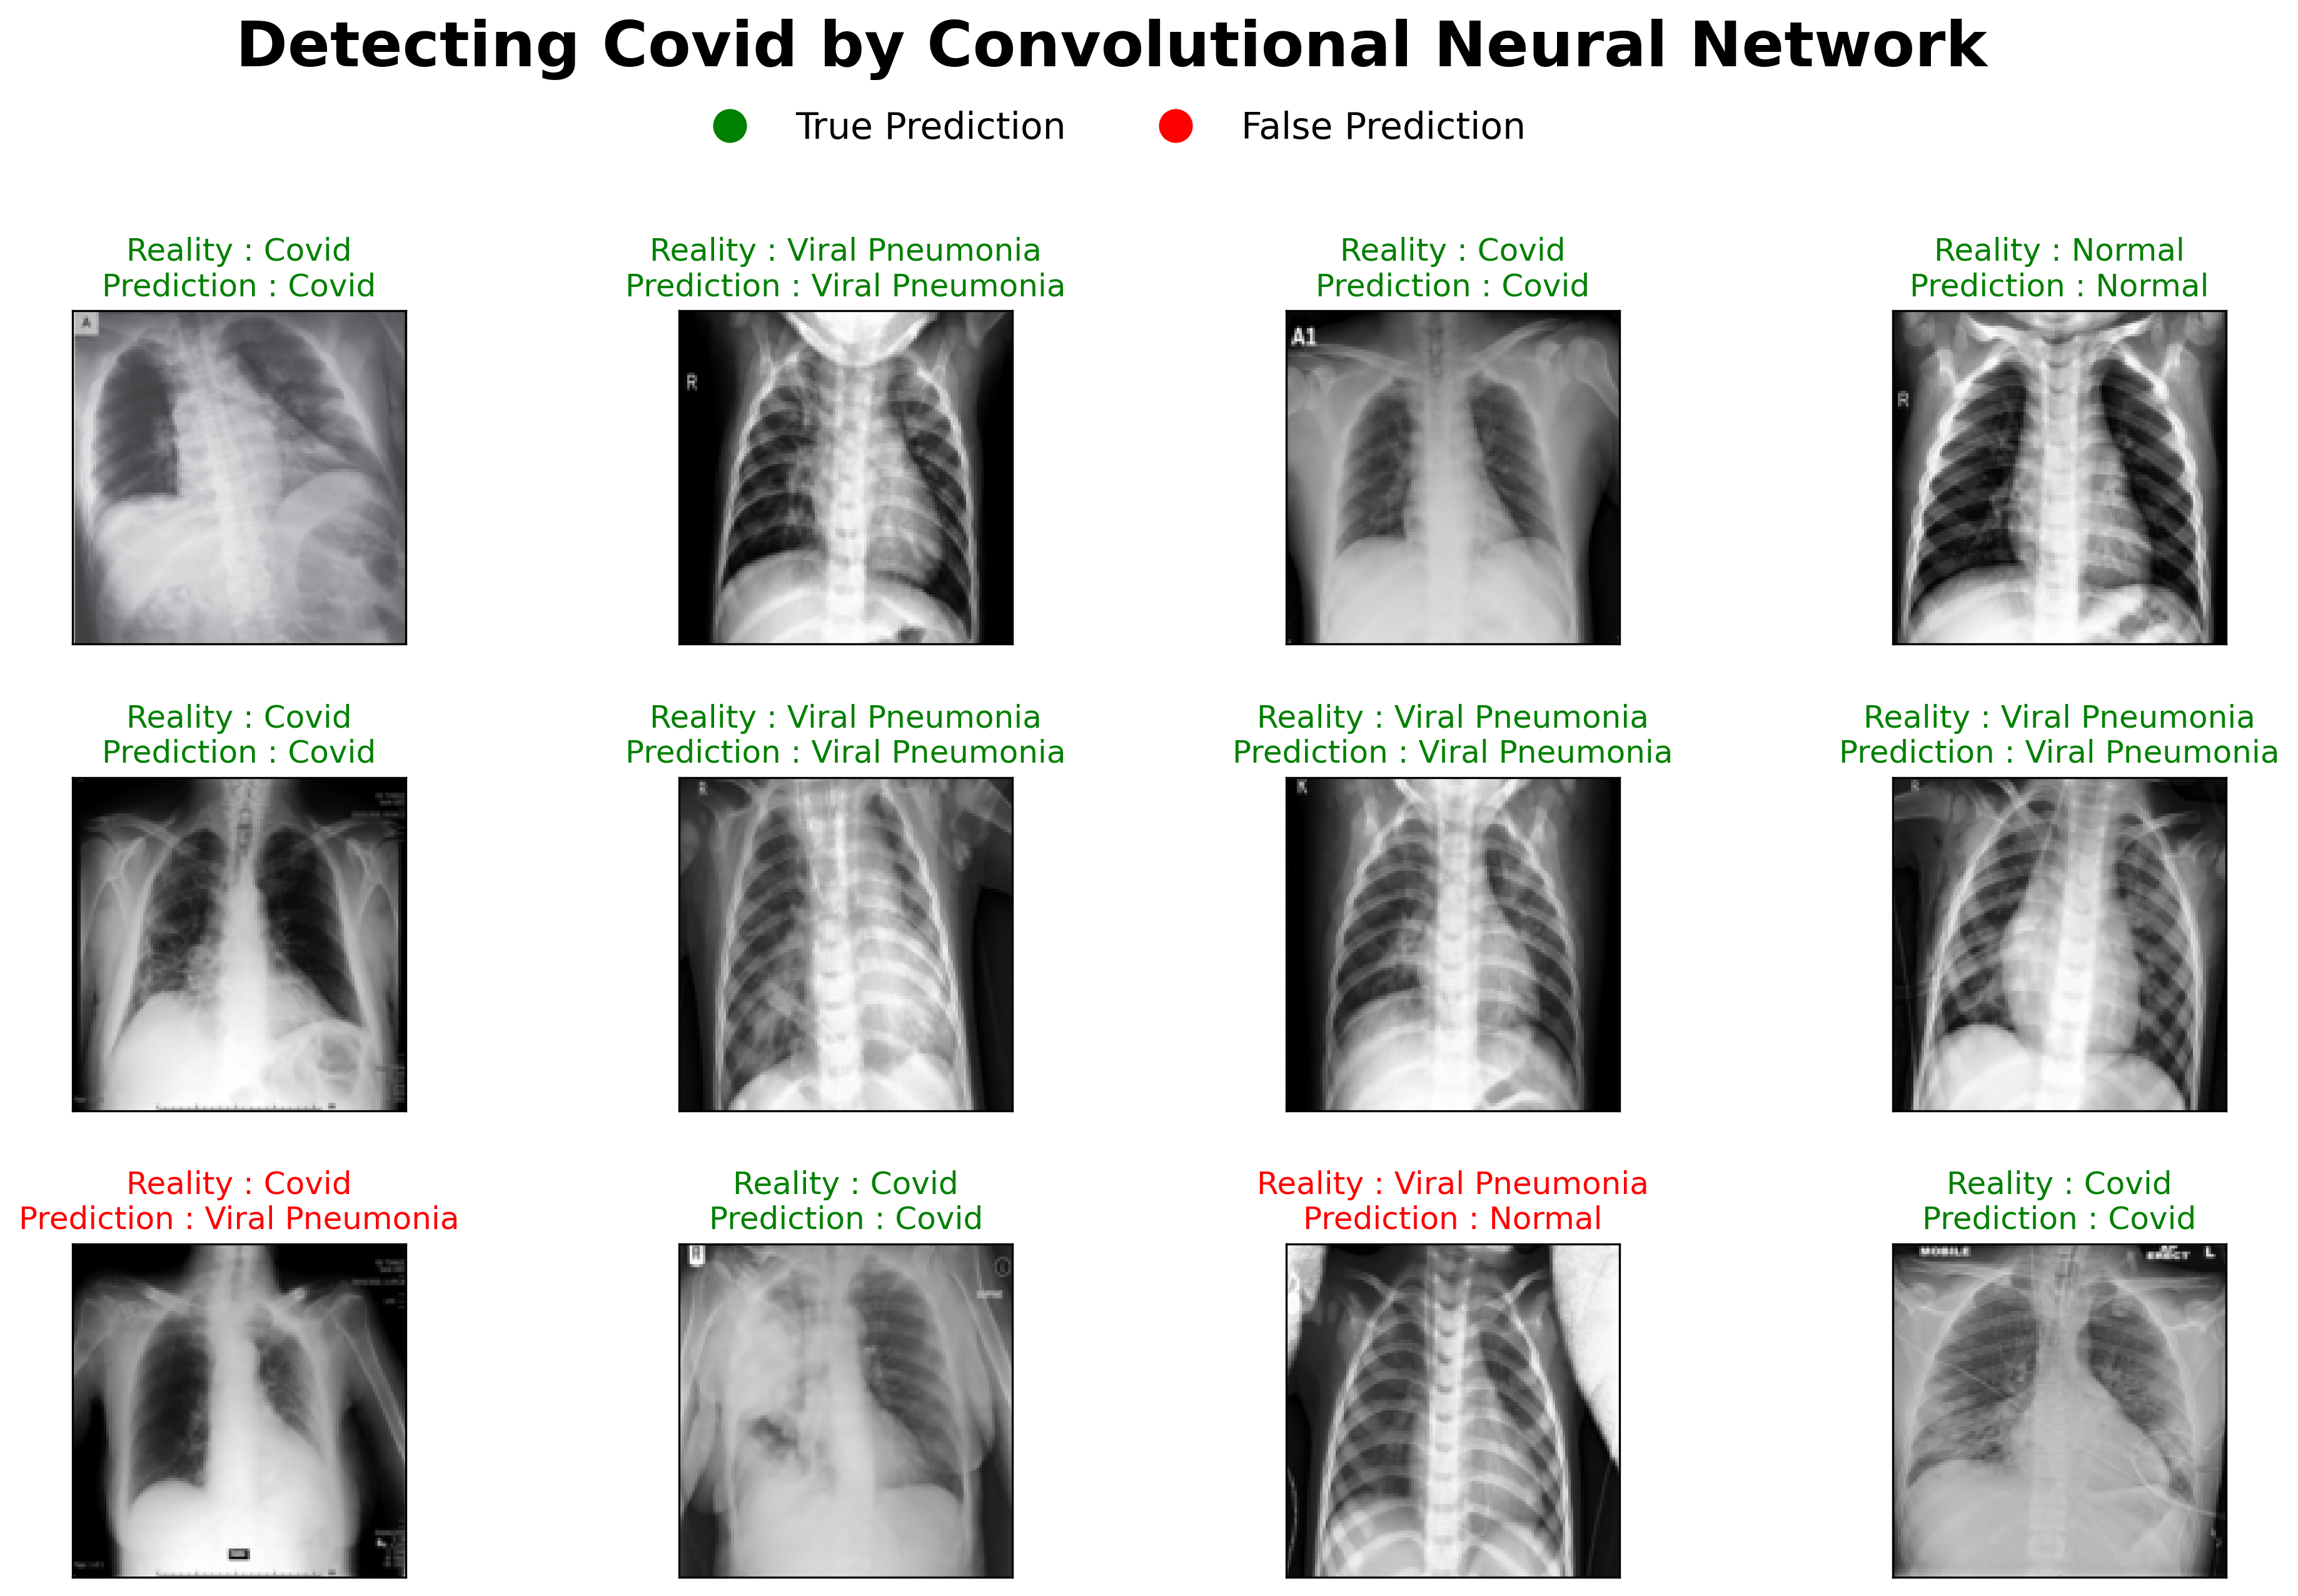 Detecting Covid by Convolutional Neural Network
True Prediction
False Prediction
Reality : Covid
Prediction : Covid
Reality : Viral Pneumonia
Prediction : Viral Pneumonia
Reality : Covid
Prediction : Covid
Reality : Normal
Prediction : Normal
A
R
A1
R
Reality : Covid
Prediction : Covid
Reality : Viral Pneumonia
Prediction : Viral Pneumonia
Reality : Viral Pneumonia
Prediction : Viral Pneumonia
Reality : Viral Pneumonia
Prediction : Viral Pneumonia
R
R
R
Reality : Covid
Prediction : Viral Pneumonia
Reality : Covid
Prediction : Covid
Reality : Viral Pneumonia
Prediction : Normal
Reality : Covid
Prediction : Covid
MOBILE
AP
ERECT
L